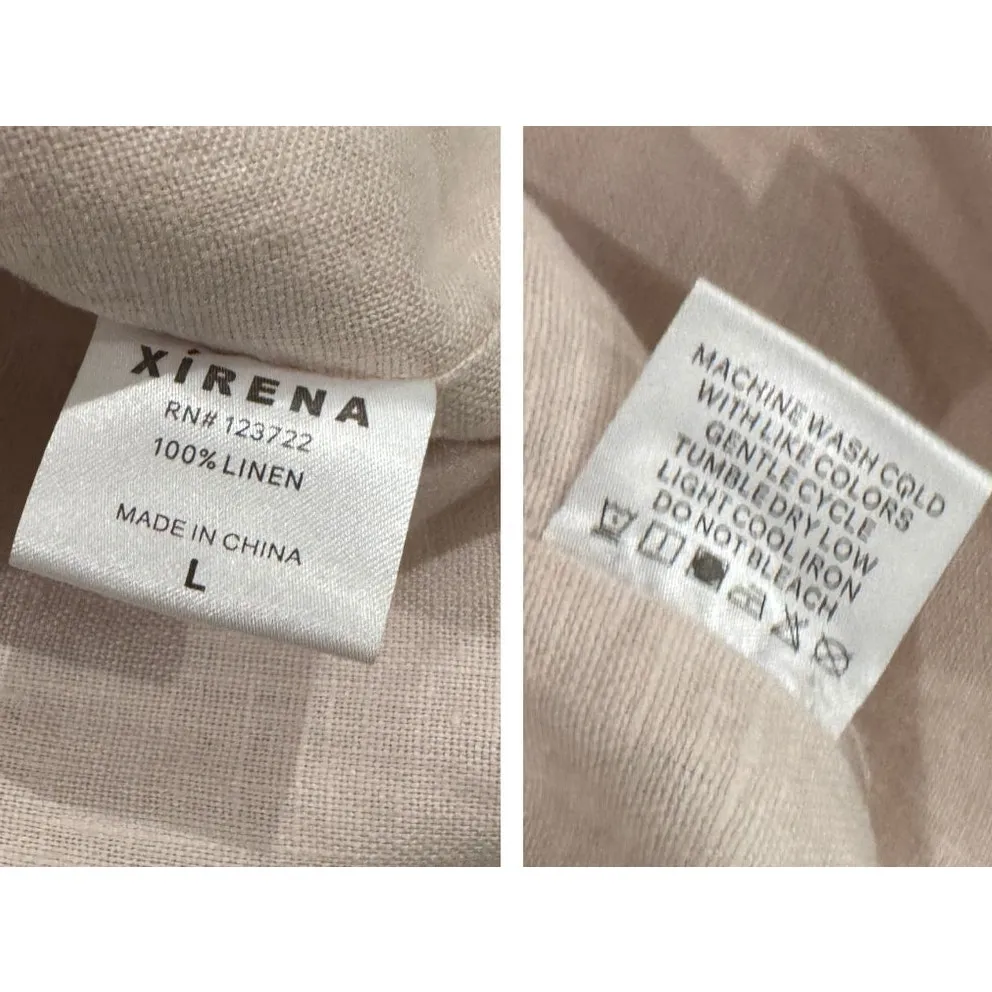 XíRENA
RN# 123722
100% LINEN
MADE IN CHINA
L
MACHINE WASH COLD
WITH LIKE COLORS
GENTLE CYCLE
TUMBLE DRY LOW
LIGHT COOL IRON
DO NOT BLEACH